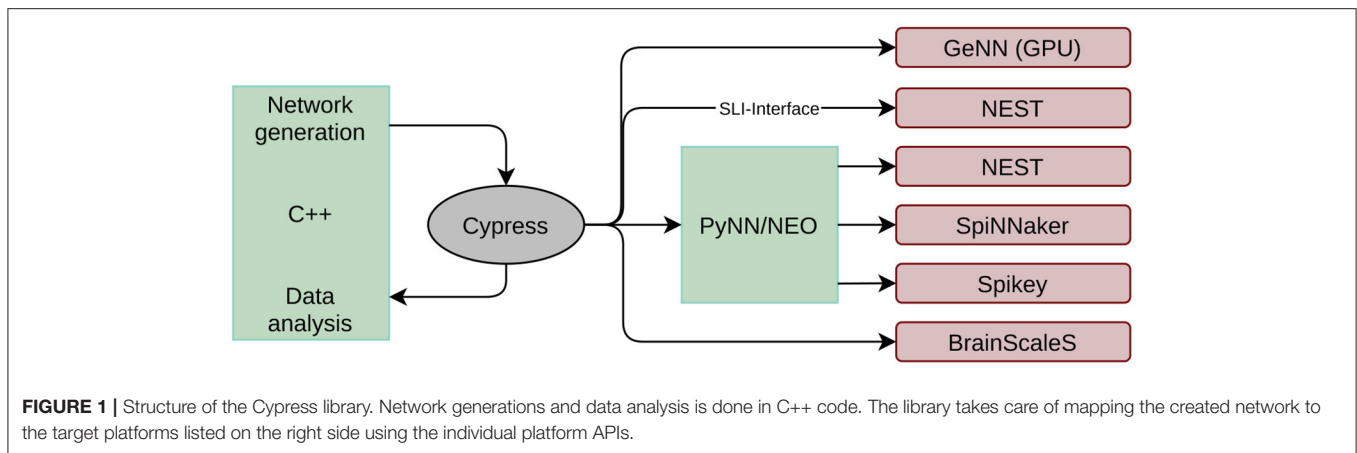 Network
generation
C++
Data
analysis
Cypress
SLI-Interface
PyNN/NEO
GeNN (GPU)
NEST
NEST
SpiNNaker
Spikey
BrainScaleS
FIGURE 1 | Structure of the Cypress library. Network generations and data analysis is done in C++ code. The library takes care of mapping the created network to
the target platforms listed on the right side using the individual platform APIs.